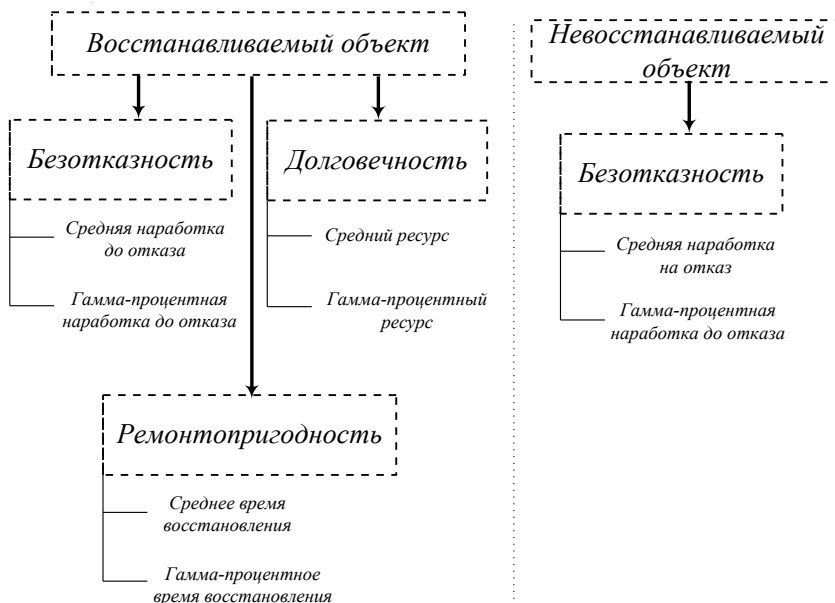 Восстанавливаемый объект
Безотказность
Средняя наработка
до отказа
Гамма-процентная
наработка до отказа
Долговечность
Средний ресурс
Гамма-процентный
ресурс
Ремонтопригодность
Среднее время
восстановления
Гамма-процентное
время восстановления
Невосстанавливаемый
объект
Безотказность
Средняя наработка
на отказ
Гамма-процентная
наработка до отказа